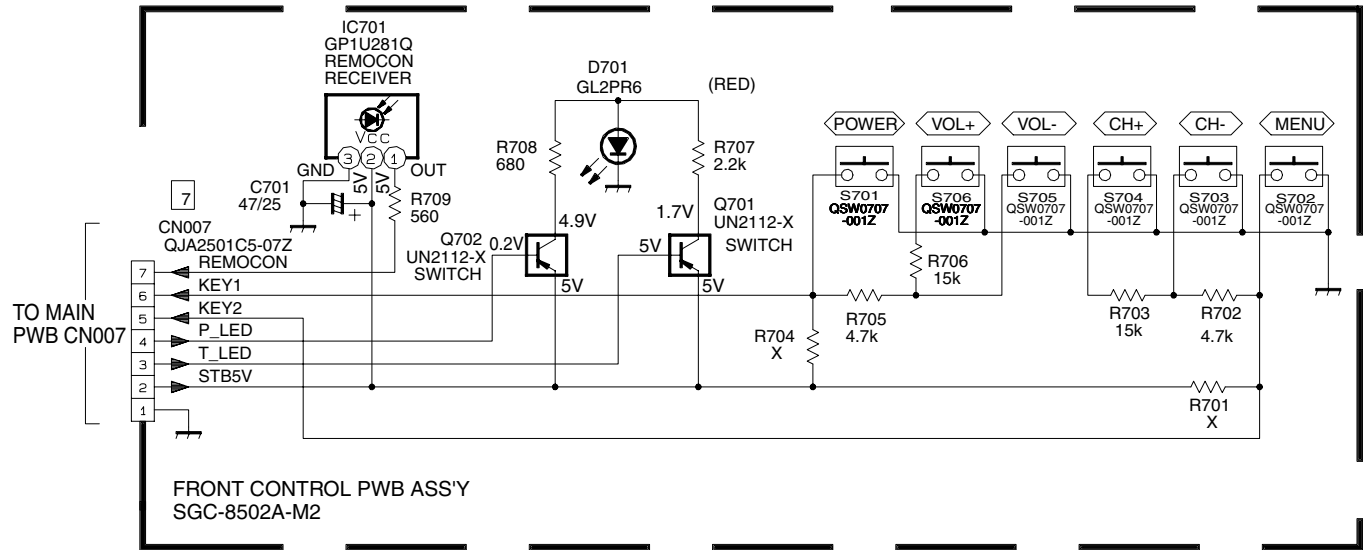 IC701
GP1U281Q
REMOCON
RECEIVER
VCC
3 2 1
GND
OUT
5V
5V
C701
47/25
+
R709
560
D701
GL2PR6
(RED)
R708
680
R707
2.2k
4.9V
1.7V
Q702
UN2112-X
SWITCH
0.2V
5V
Q701
UN2112-X
SWITCH
5V
5V
POWER
VOL+
VOL-
CH+
CH-
MENU
S701
QSW0707
-001Z
S706
QSW0707
-001Z
S705
QSW0707
-001Z
S704
QSW0707
-001Z
S703
QSW0707
-001Z
S702
QSW0707
-001Z
R706
15k
R705
4.7k
R704
X
R703
15k
R702
4.7k
R701
X
7
CN007
QJA2501C5-07Z
TO MAIN
PWB CN007
7 REMOCON
6 KEY1
5 KEY2
4 P_LED
3 T_LED
2 STB5V
1
FRONT CONTROL PWB ASS'Y
SGC-8502A-M2